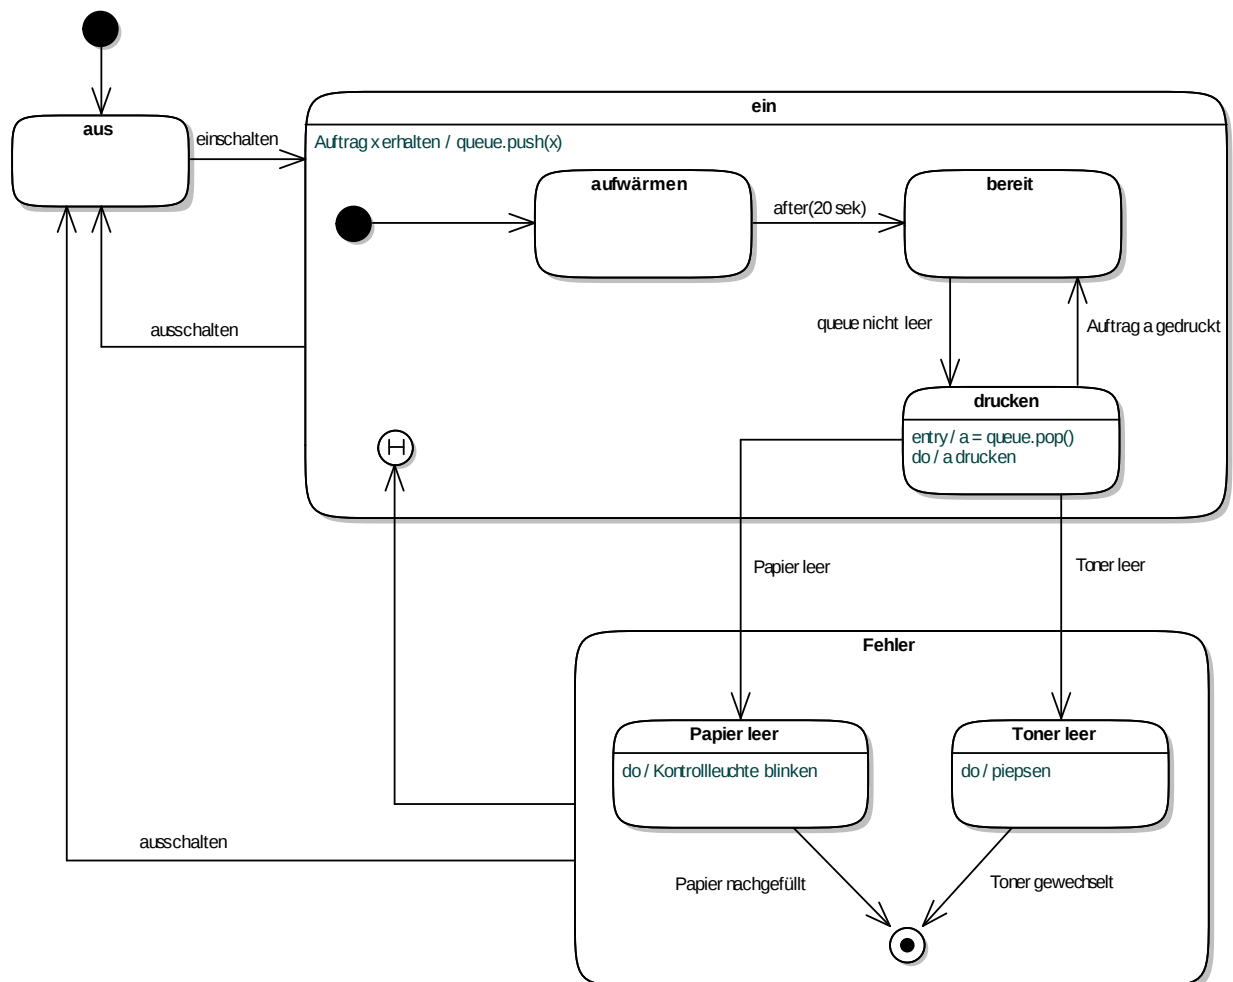 ein
aus
einschalten
Auftrag x erhalten / queue.push(x)
aufwärmen
bereit
after(20 sek)
queue nicht leer
Auftrag a gedruckt
ausschalten
drucken
entry / a = queue.pop()
do / a drucken
H
Papier leer
Toner leer
Fehler
Papier leer
Toner leer
do / Kontrollleuchte blinken
do / piepsen
ausschalten
Papier nachgefüllt
Toner gewechselt